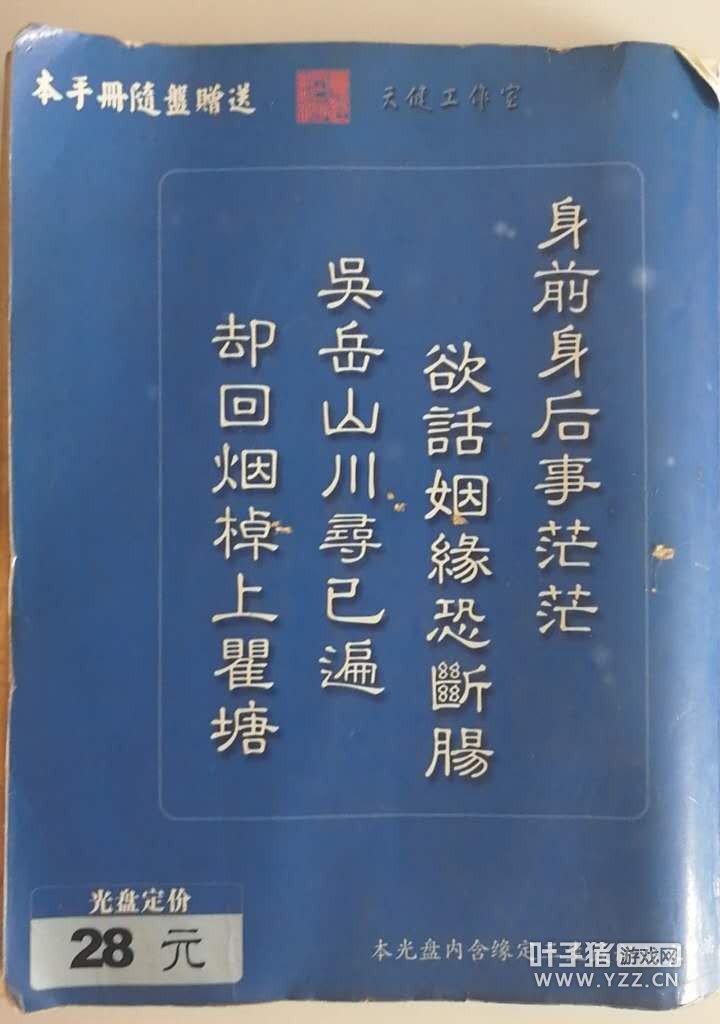 本手册隨盤贈送
天健工作室
身前身后事茫茫
欲話姻緣恐斷腸
吳岳山川尋已遍
却回烟棹上瞿塘
光盘定价
28 元
本光盘内含缘定
叶子猪 游戏网
WWW.YZZ.CN